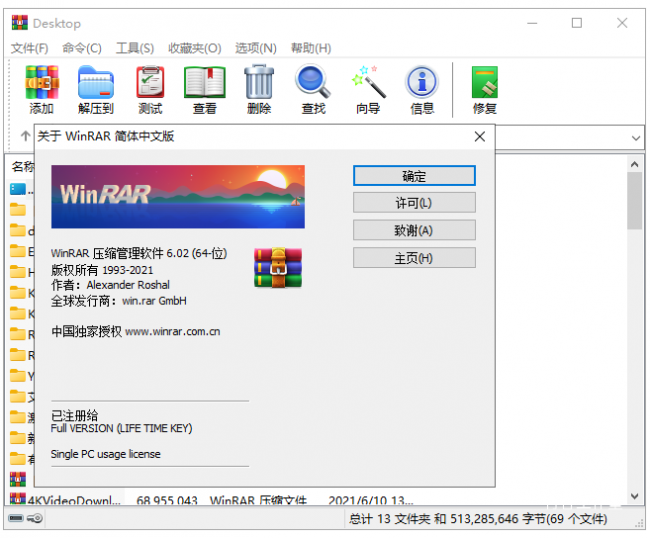 Desktop
文件(F) 命令(C) 工具(S) 收藏夹(O) 选项(N) 帮助(H)
添加 解压到 测试 查看 删除 查找 向导 信息 修复
关于 WinRAR 简体中文版
名称
..
WinRAR
确定
许可(L)
致谢(A)
主页(H)
WinRAR 压缩管理软件 6.02 (64-位)
版权所有 1993-2021
作者：Alexander Roshal
全球发行商：win.rar GmbH
中国独家授权 www.winrar.com.cn
已注册给
Full VERSION (LIFE TIME KEY)
Single PC usage license
d
E
H
K
K
R
R
Y
4KVideoDownl... 68,955,043 WinRAR 压缩文件 2021/6/10 13...
总计 13 文件夹 和 513,285,646 字节(69 个文件)